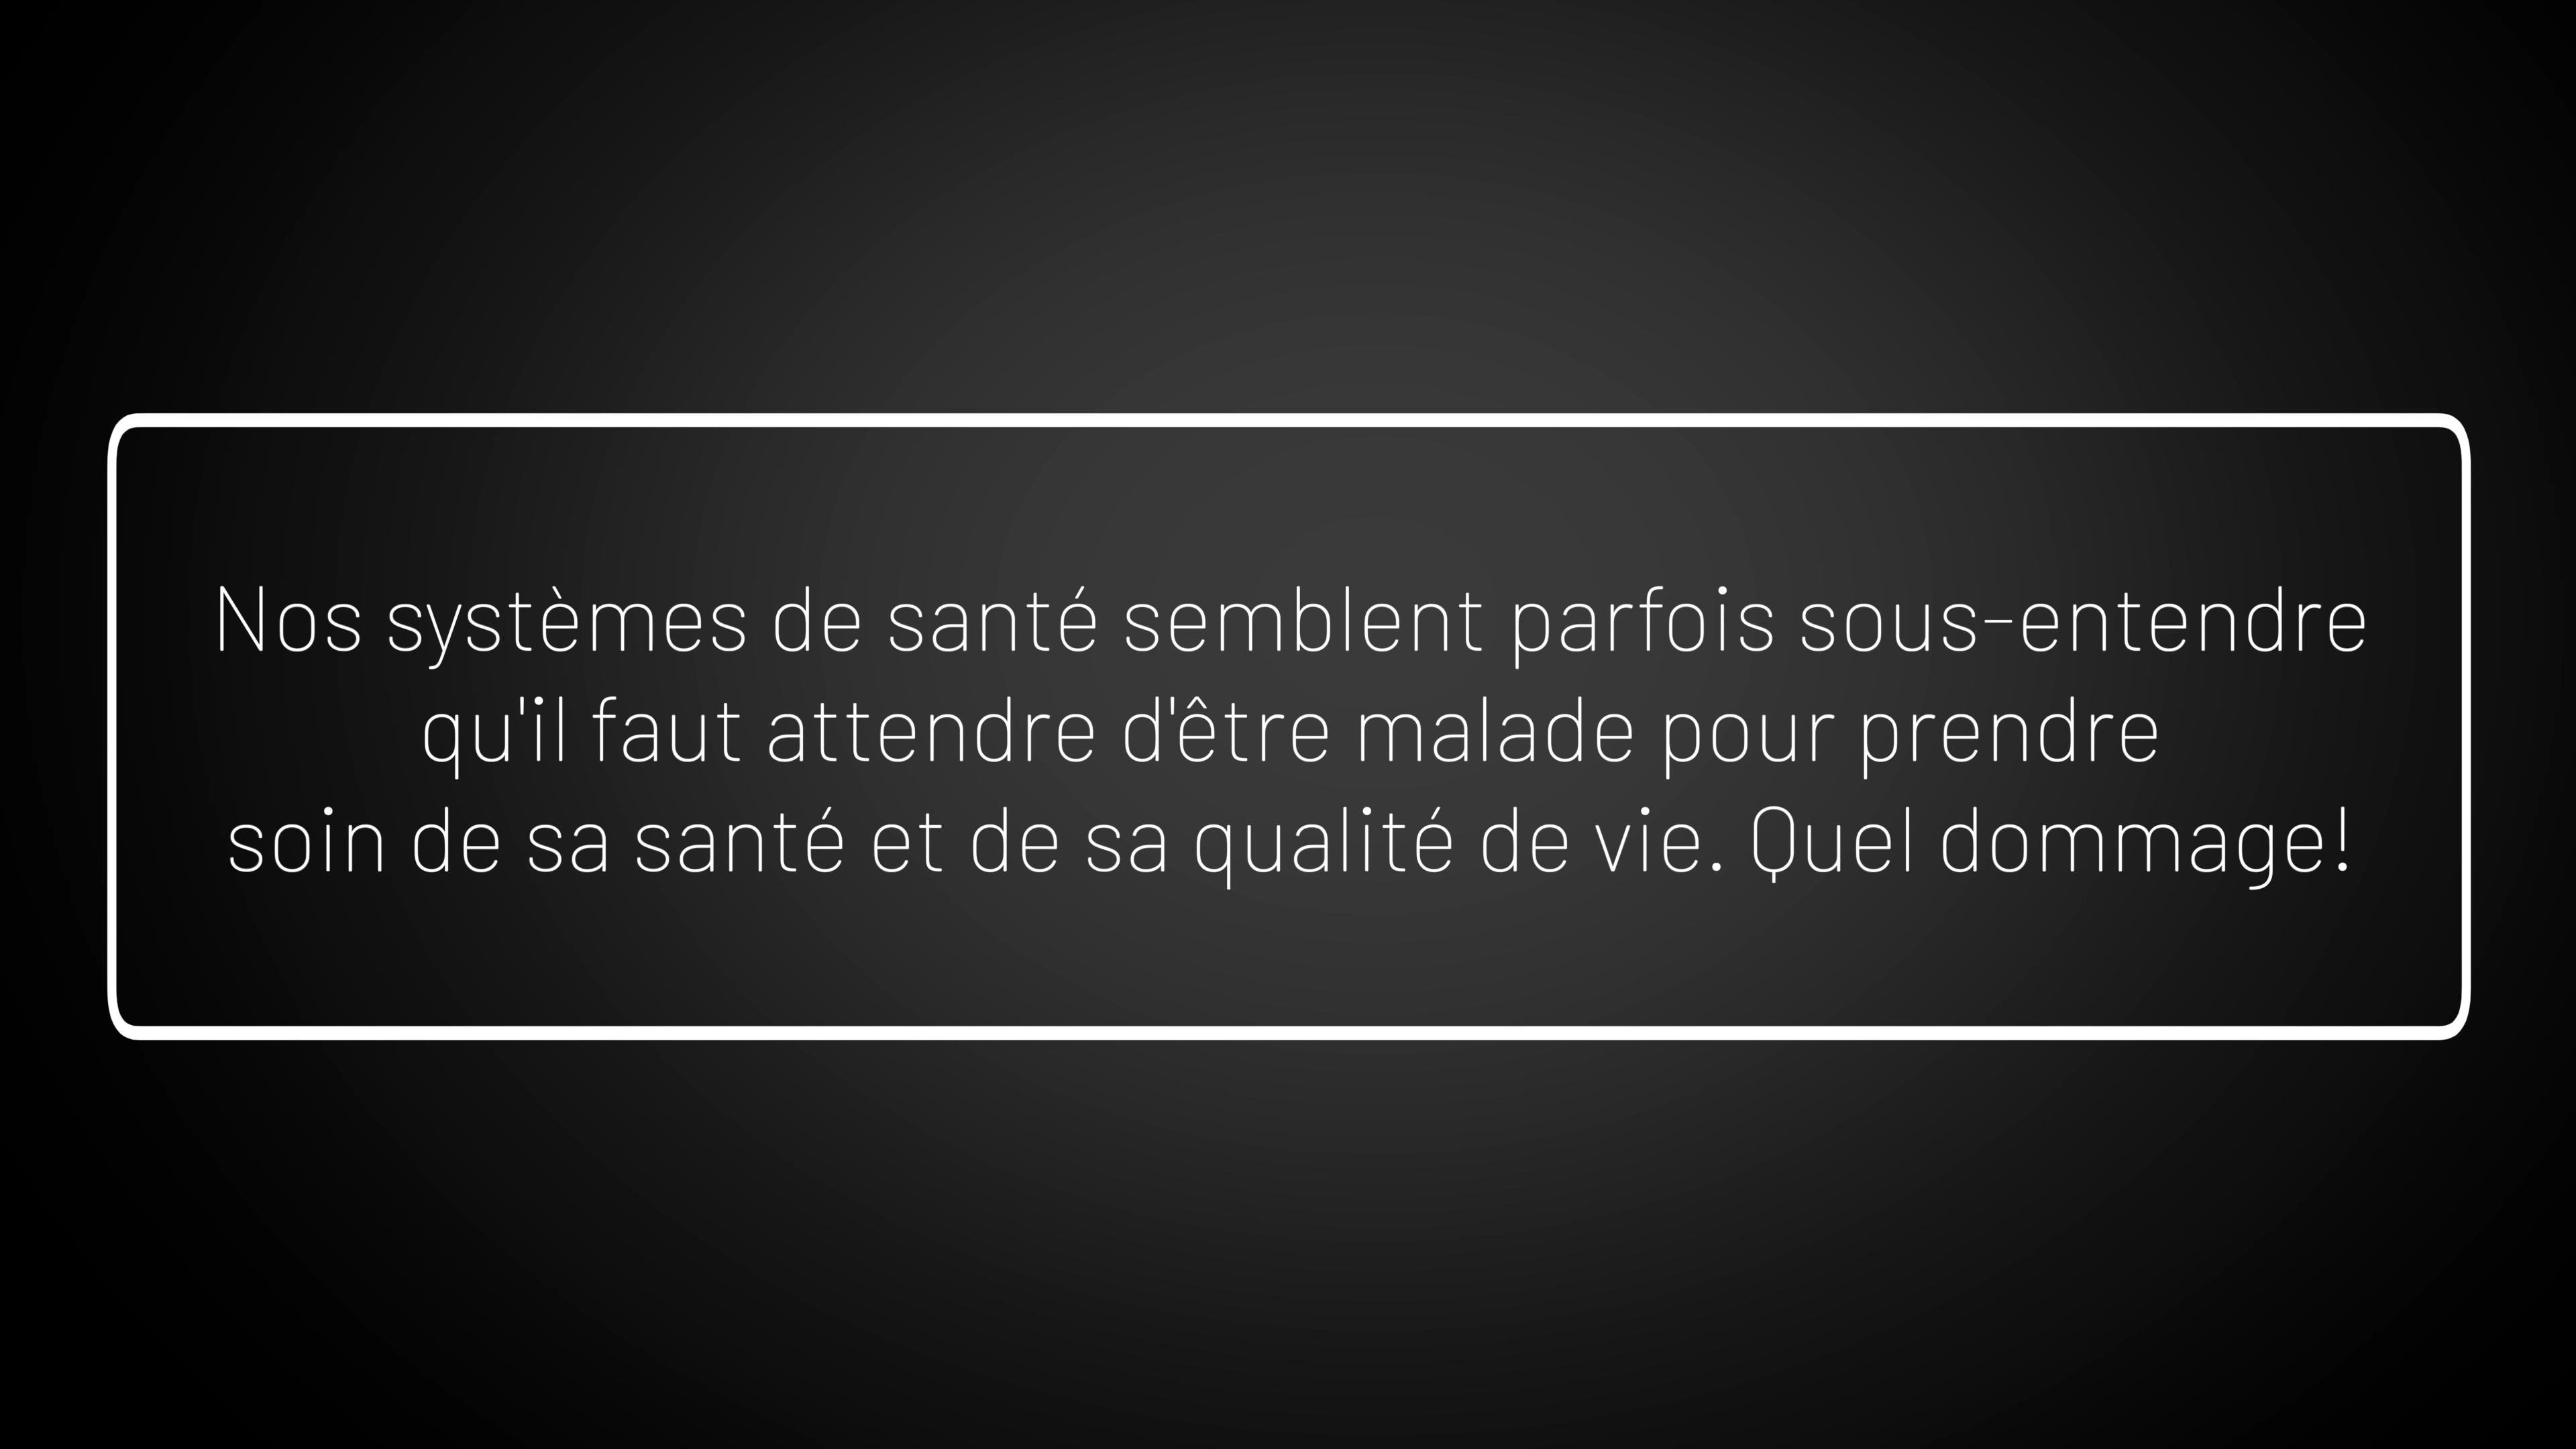 Nos systèmes de santé semblent parfois sous-entendre
qu'il faut attendre d'être malade pour prendre
soin de sa santé et de sa qualité de vie. Quel dommage!